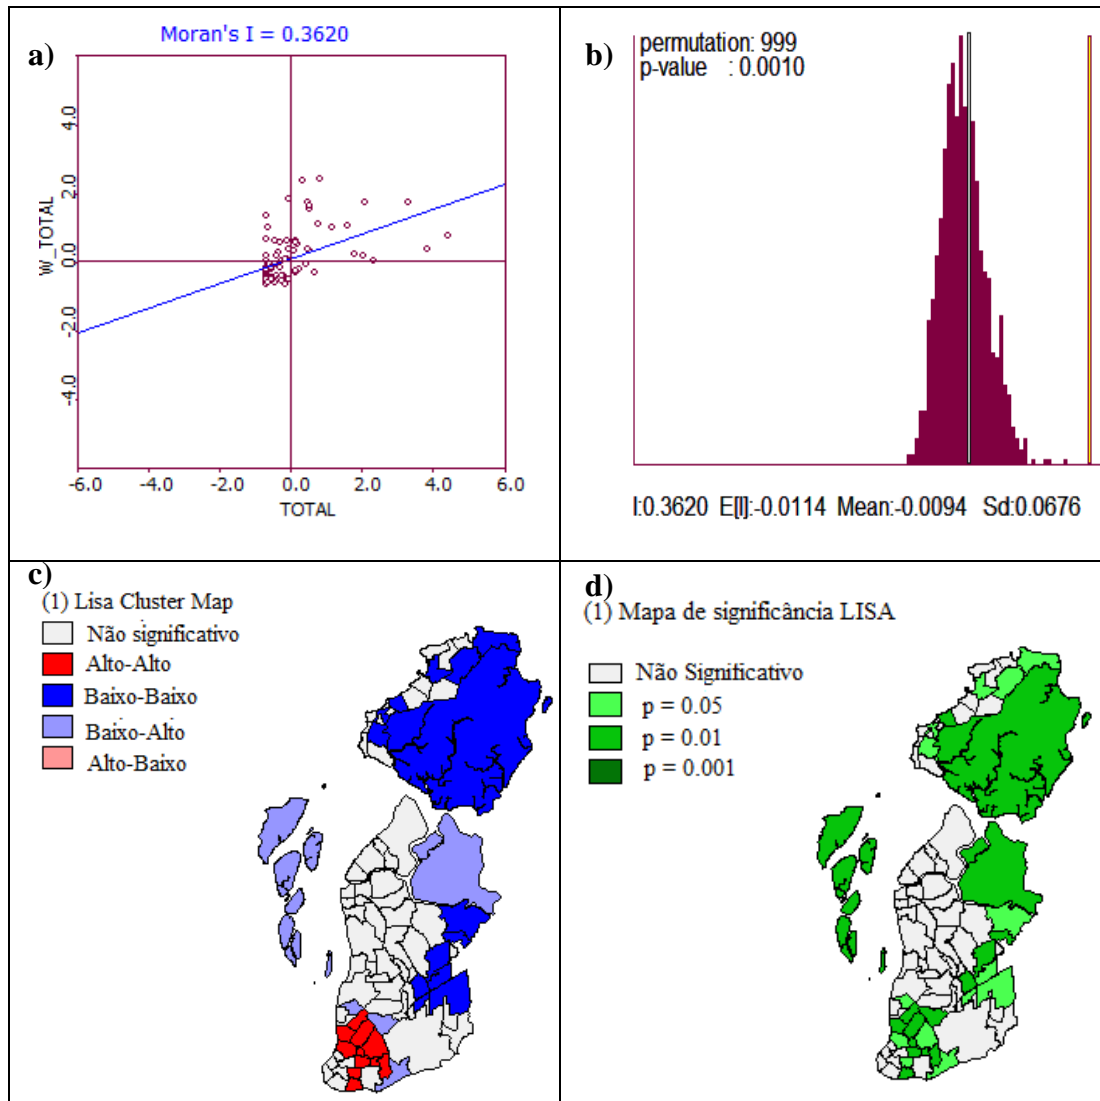 a)
Moran's I = 0.3620
4.0
2.0
0.0
-2.0
-4.0
W_TOTAL
-6.0 -4.0 -2.0 0.0 2.0 4.0 6.0
TOTAL
b)
permutation: 999
p-value : 0.0010
I:0.3620 E[I]:-0.0114 Mean:-0.0094 Sd:0.0676
c)
(1) Lisa Cluster Map
Não significativo
Alto-Alto
Baixo-Baixo
Baixo-Alto
Alto-Baixo
d)
(1) Mapa de significância LISA
Não Significativo
p = 0.05
p = 0.01
p = 0.001